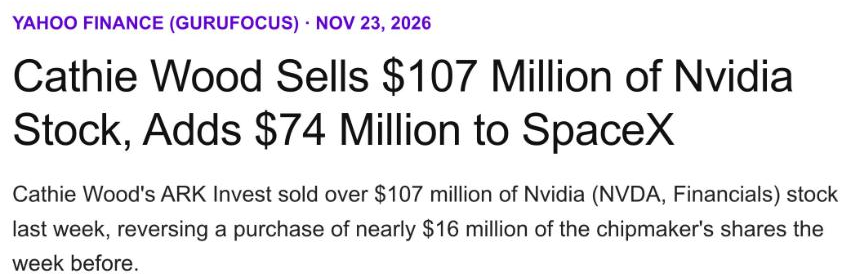 YAHOO FINANCE (GURUFOCUS) · NOV 23, 2026
Cathie Wood Sells $107 Million of Nvidia
Stock, Adds $74 Million to SpaceX
Cathie Wood's ARK Invest sold over $107 million of Nvidia (NVDA, Financials) stock
last week, reversing a purchase of nearly $16 million of the chipmaker's shares the
week before.